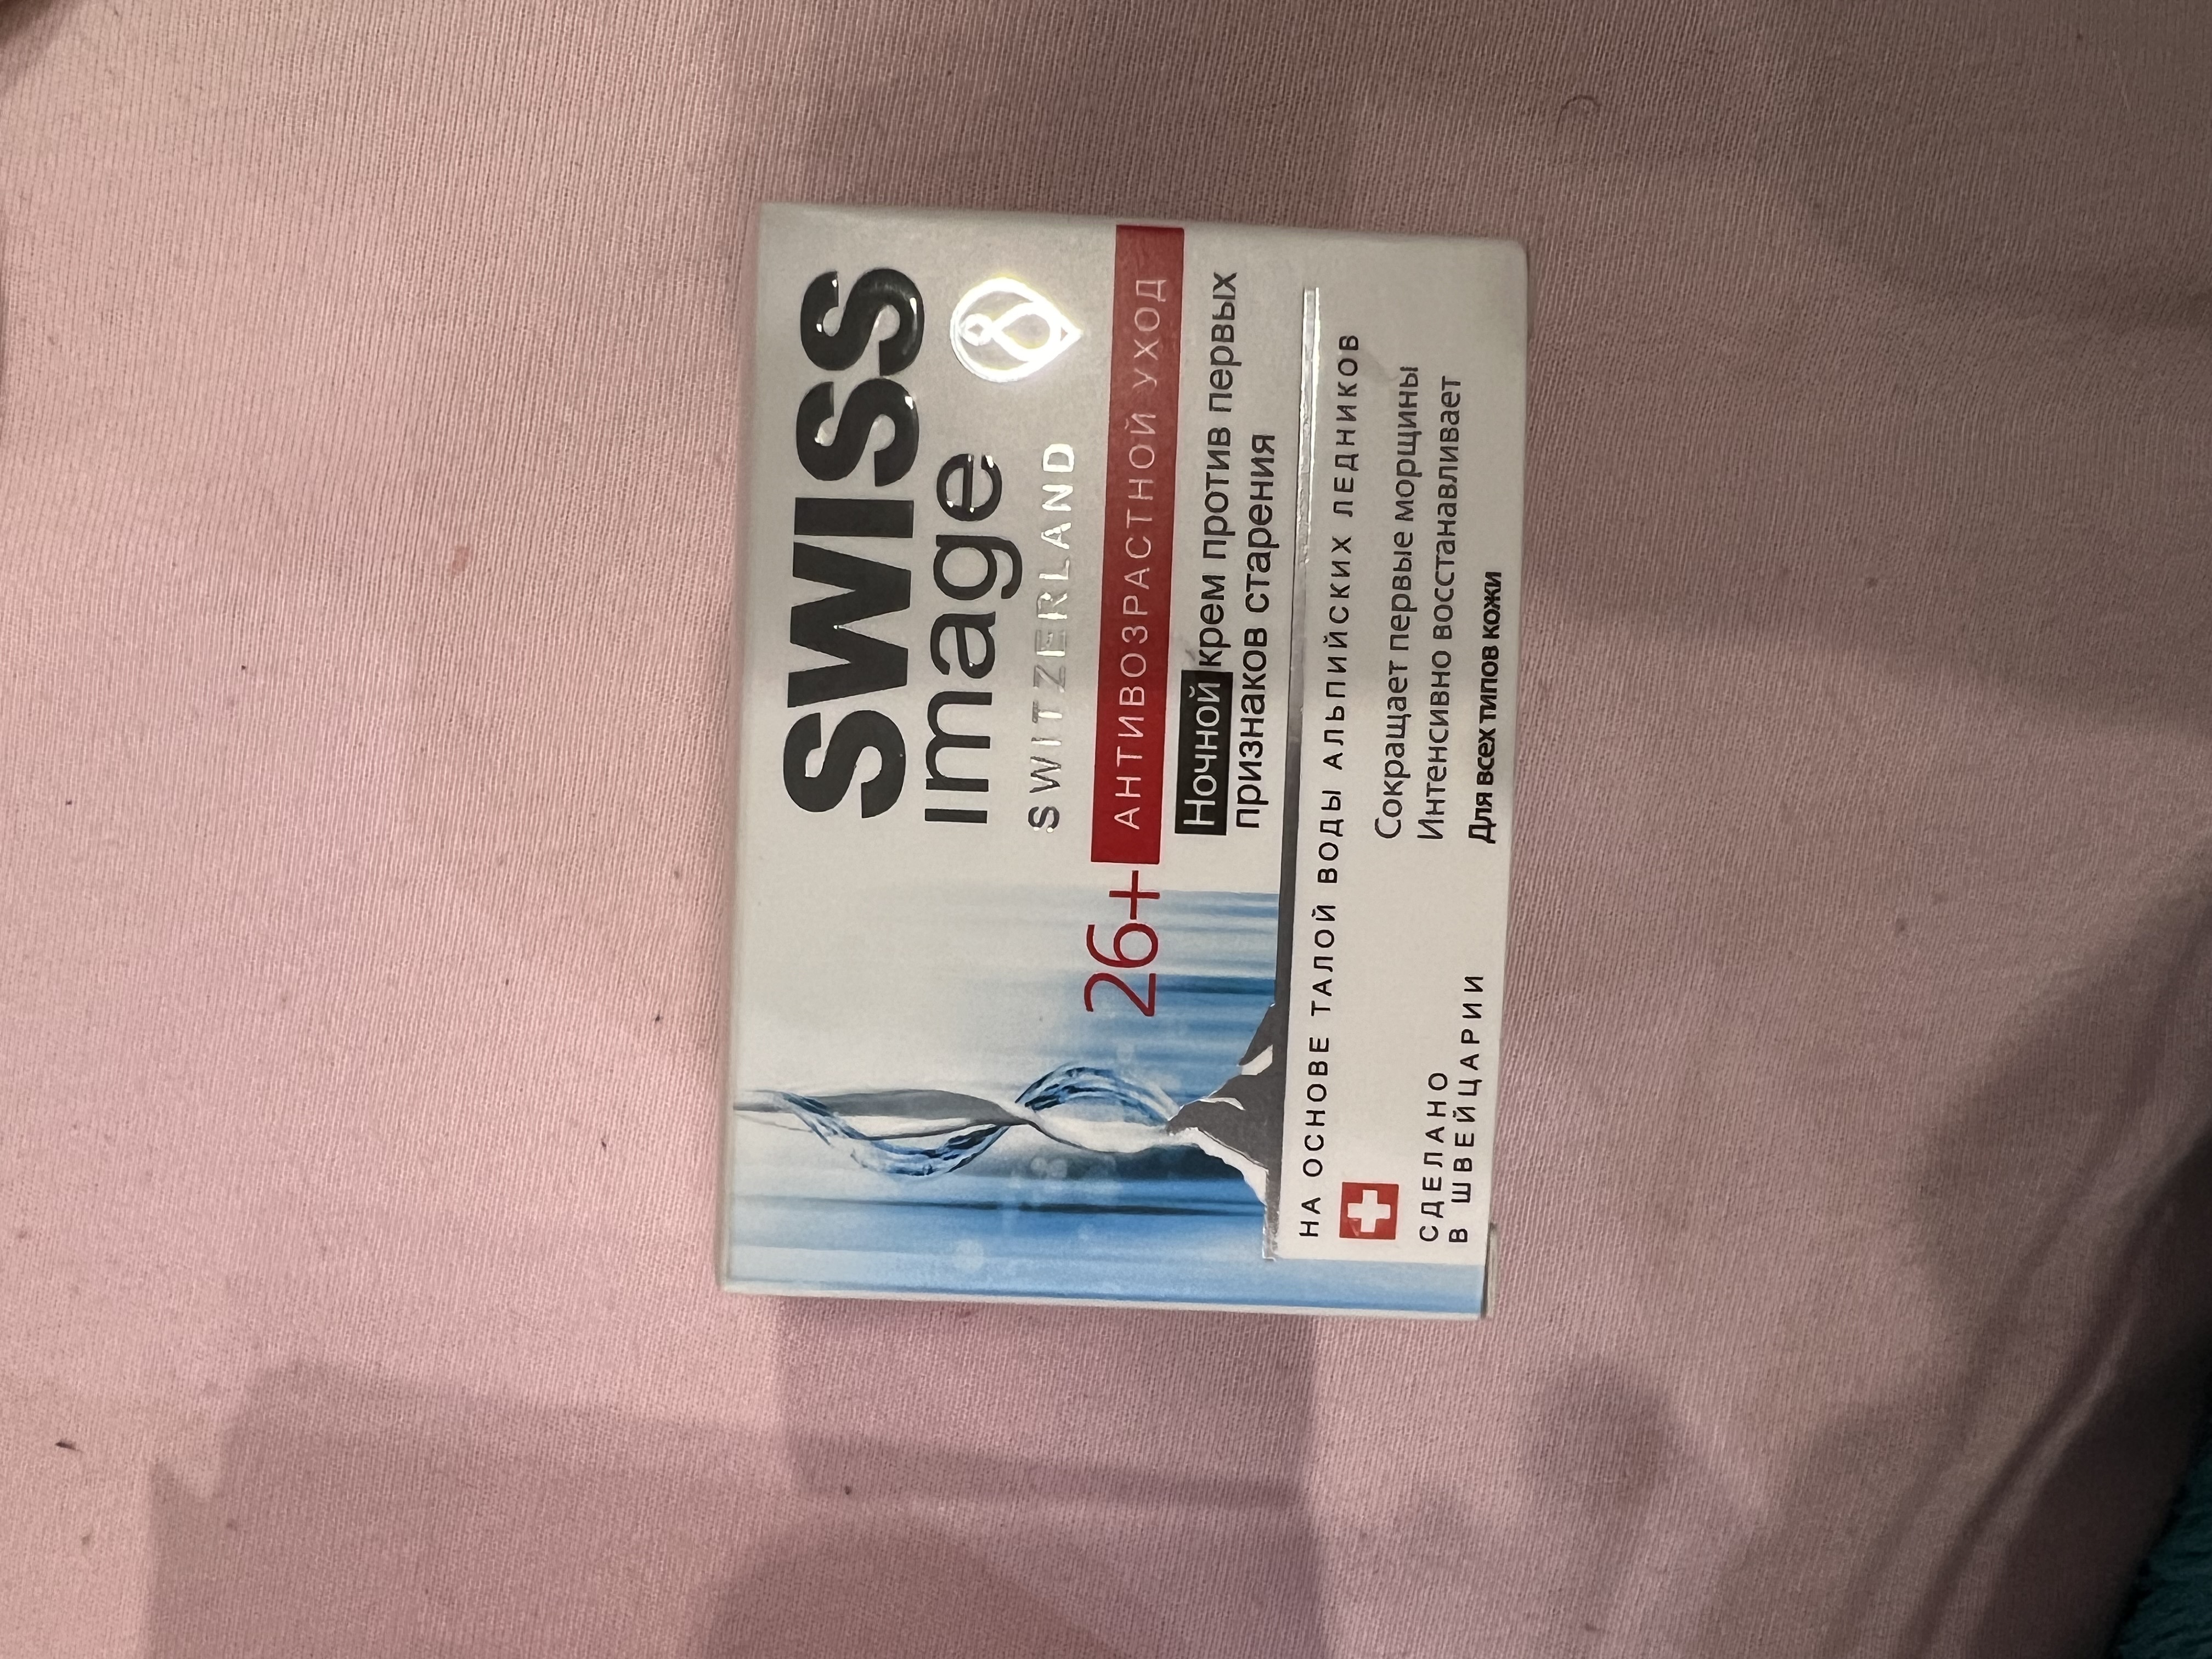 swiss
image
SWITZERLAND
26+ АНТИВОЗРАСТНОЙ УХОД
Ночной крем против первых
признаков старения
НА ОСНОВЕ ТАЛОЙ ВОДЫ АЛЬПИЙСКИХ ЛЕДНИКОВ
Сокращает первые морщины
Интенсивно восстанавливает
Для всех типов кожи
СДЕЛАНО
В ШВЕЙЦАРИИ